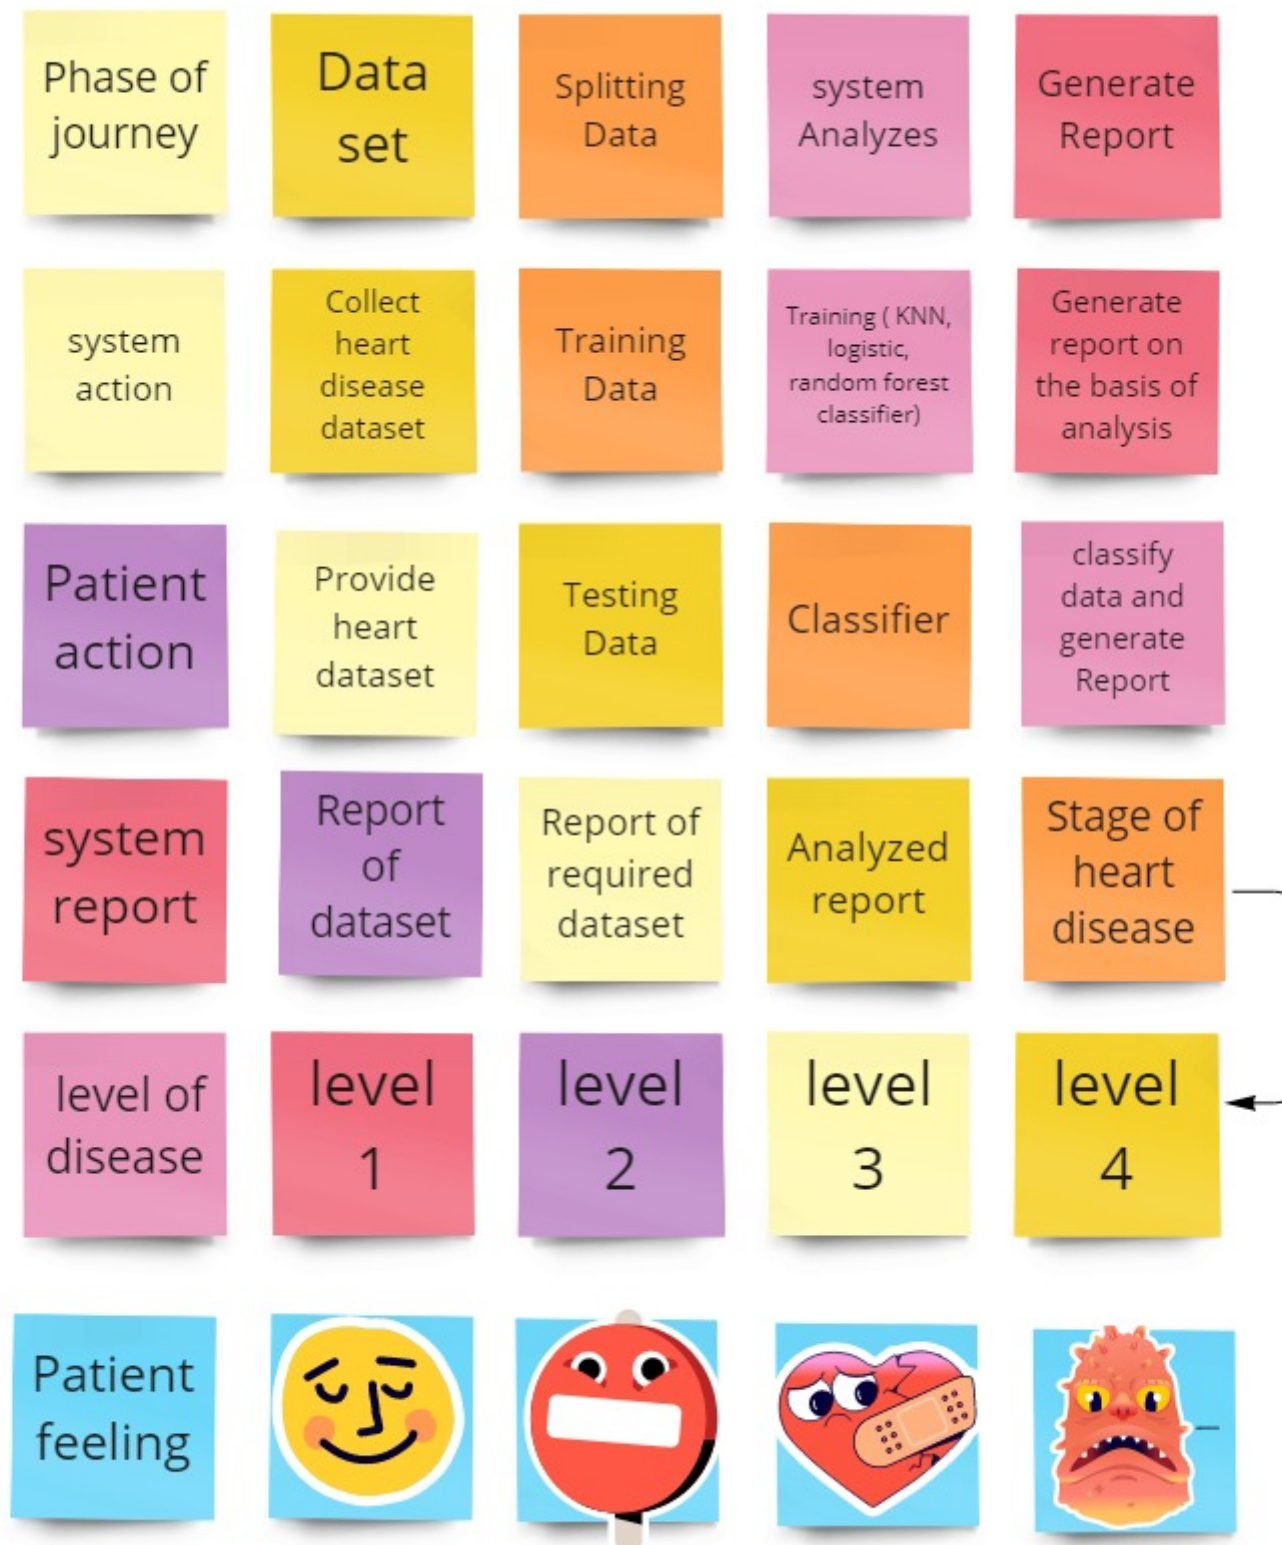 Phase of
journey
Data
set
Splitting
Data
system
Analyzes
Generate
Report
system
action
Collect
heart
disease
dataset
Training
Data
Training ( KNN,
logistic,
random forest
classifier)
Generate
report on
the basis of
analysis
Patient
action
Provide
heart
dataset
Testing
Data
Classifier
classify
data and
generate
Report
system
report
Report
of
dataset
Report of
required
dataset
Analyzed
report
Stage of
heart
disease
level of
disease
level
1
level
2
level
3
level
4
Patient
feeling